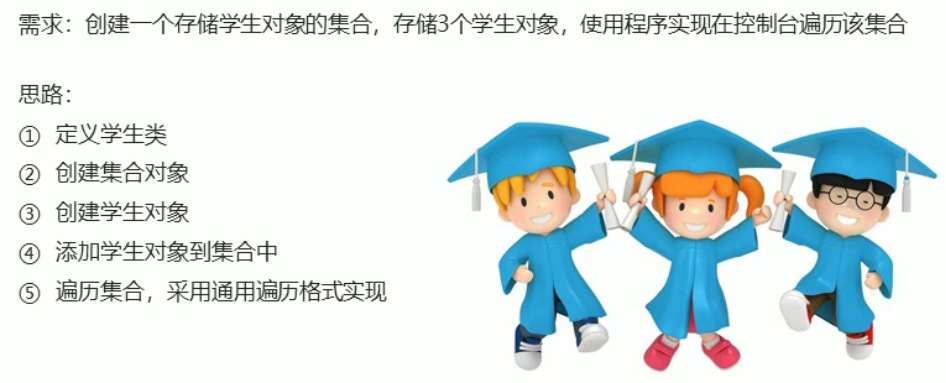 需求：创建一个存储学生对象的集合，存储3个学生对象，使用程序实现在控制台遍历该集合
思路：
① 定义学生类
② 创建集合对象
③ 创建学生对象
④ 添加学生对象到集合中
⑤ 遍历集合，采用通用遍历格式实现